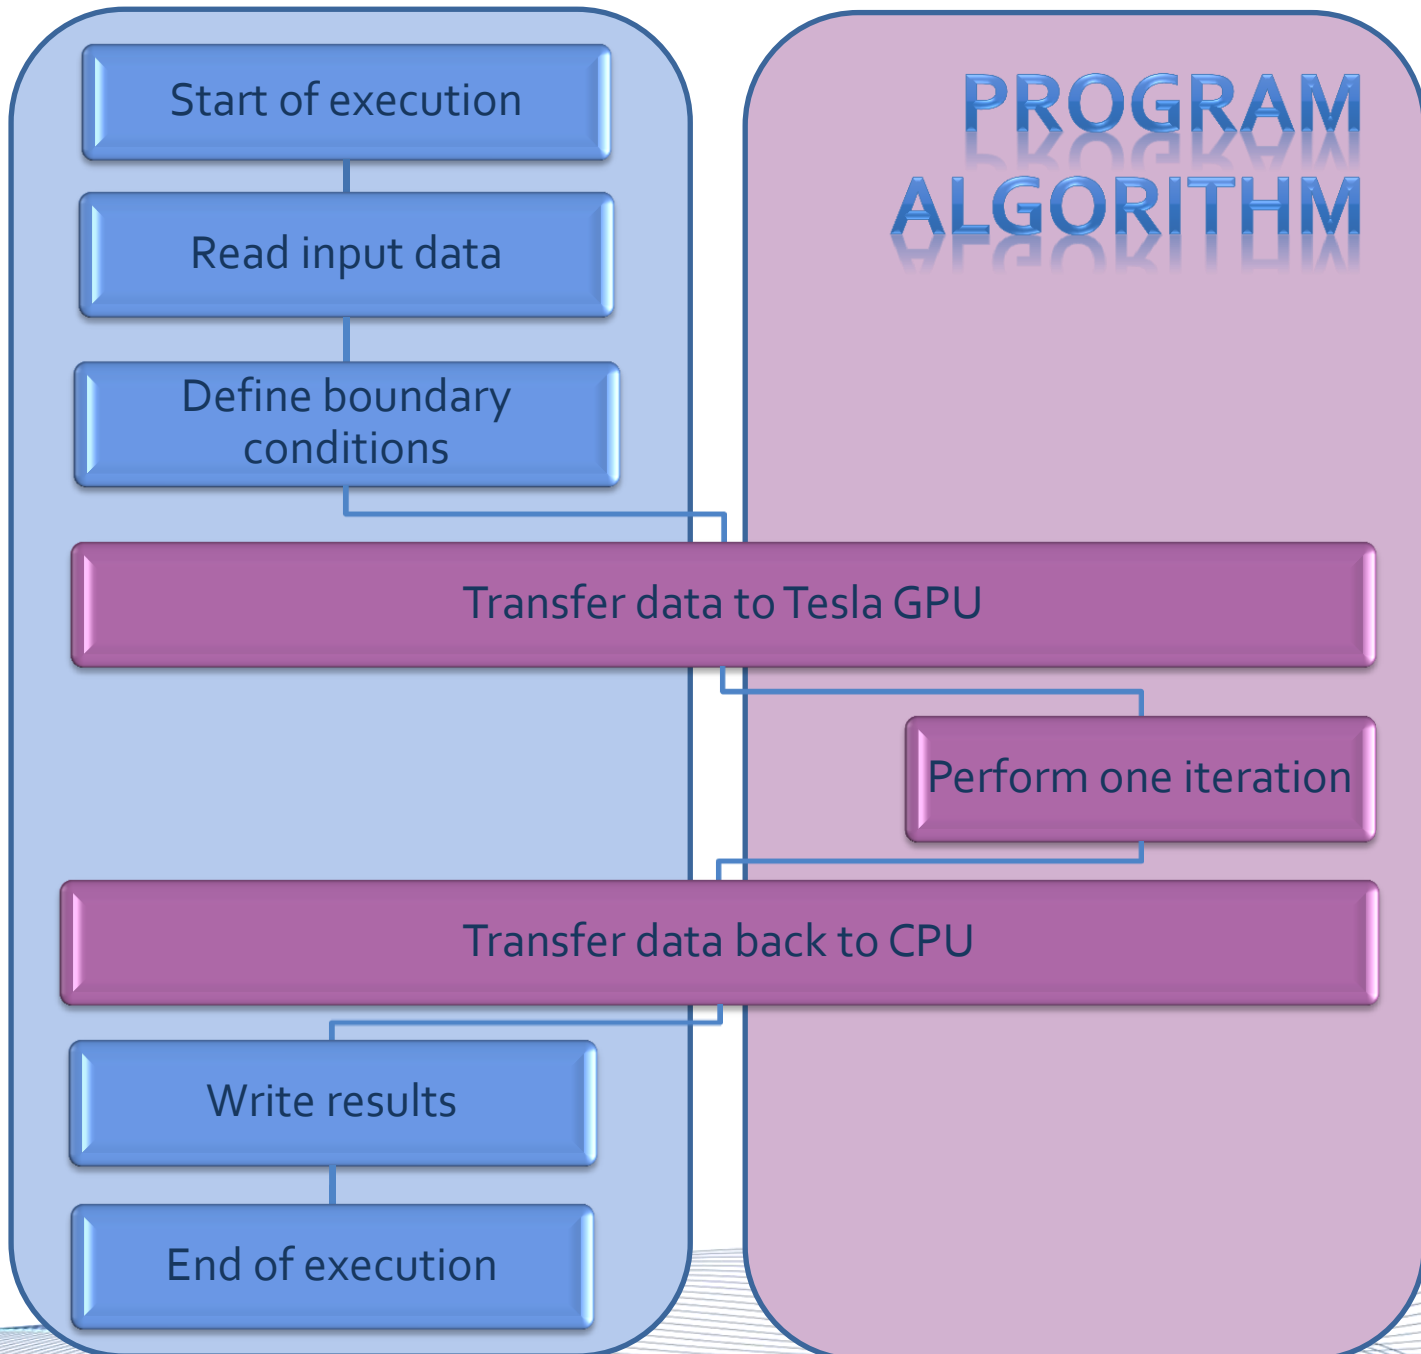 PROGRAM
ALGORITHM
Start of execution
Read input data
Define boundary
conditions
Transfer data to Tesla GPU
Perform one iteration
Transfer data back to CPU
Write results
End of execution